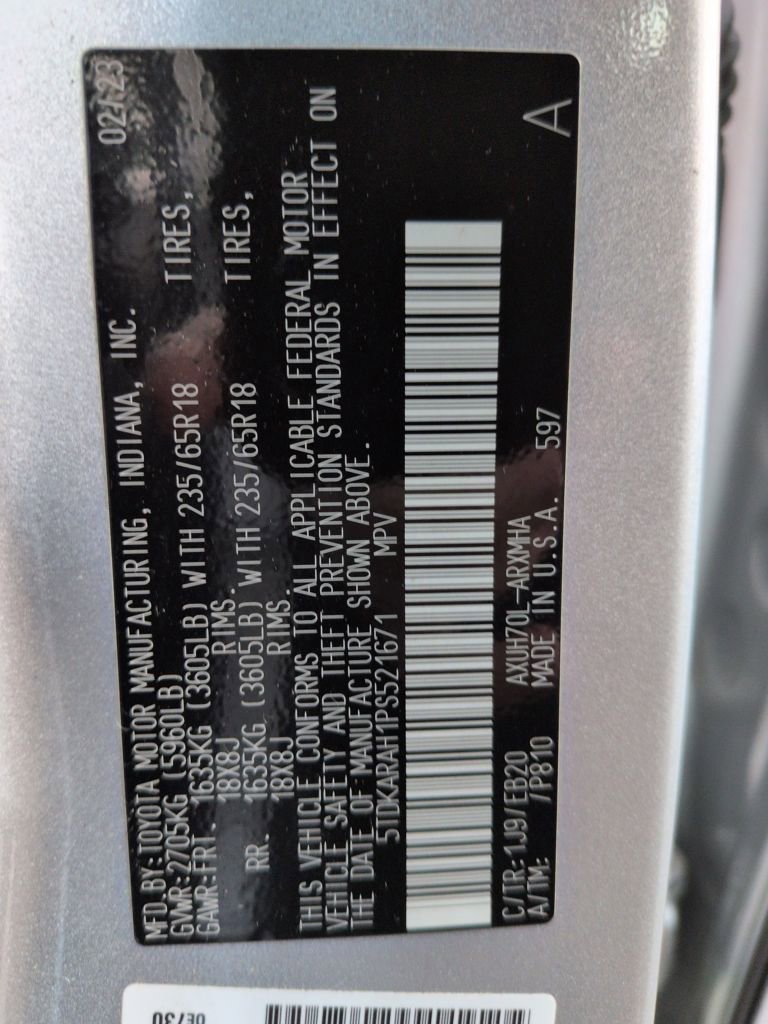 MFD.BY:TOYOTA MOTOR MANUFACTURING, INDIANA, INC. 02/23
GVWR:2705KG (5960LB)
GAWR:FRT. 1635KG (3605LB) WITH 235/65R18 TIRES,
18X8J RIMS.
RR. 1635KG (3605LB) WITH 235/65R18 TIRES,
18X8J RIMS.
THIS VEHICLE CONFORMS TO ALL APPLICABLE FEDERAL MOTOR
VEHICLE SAFETY AND THEFT PREVENTION STANDARDS IN EFFECT ON
THE DATE OF MANUFACTURE SHOWN ABOVE.
5TDKARAH1PS521671 MPV
C/TR:1J9/EB20 AXUH70L-ARXMHA
A/TM: /P810 MADE IN U.S.A. 597 A
0E730